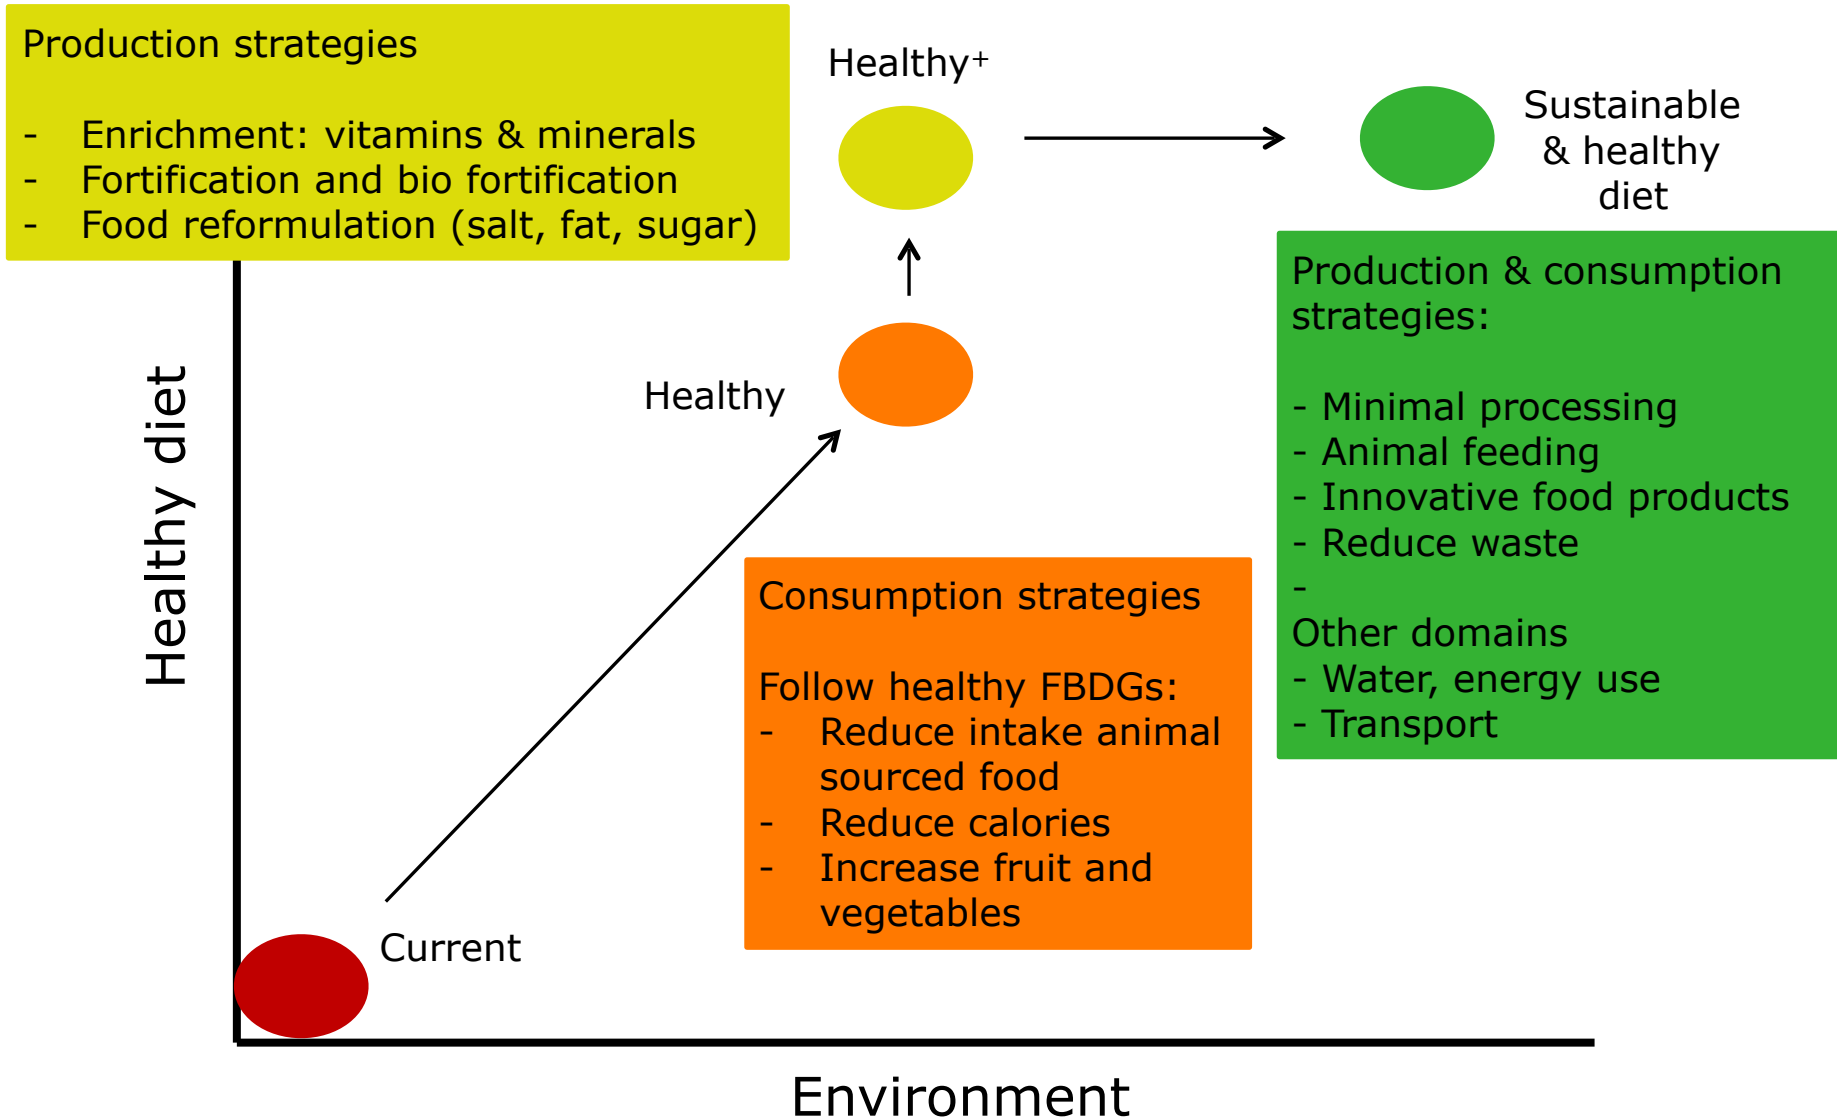 Production strategies
- Enrichment: vitamins & minerals
- Fortification and bio fortification
- Food reformulation (salt, fat, sugar)
Healthy+
Sustainable
& healthy
diet
Production & consumption
strategies:
- Minimal processing
- Animal feeding
- Innovative food products
- Reduce waste
-
Other domains
- Water, energy use
- Transport
Healthy
Healthy diet
Consumption strategies
Follow healthy FBDGs:
- Reduce intake animal
sourced food
- Reduce calories
- Increase fruit and
vegetables
Current
Environment